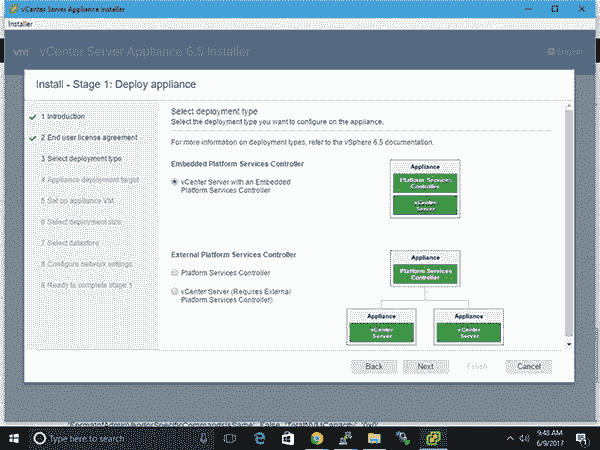 vCenter Server Appliance Installer
Installer
vm vCenter Server Appliance 6.5 Installer
English
Install - Stage 1: Deploy appliance
1 Introduction
2 End user license agreement
3 Select deployment type
4 Appliance deployment target
5 Set up appliance VM
6 Select deployment size
7 Select datastore
8 Configure network settings
9 Ready to complete stage 1
Select deployment type
Select the deployment type you want to configure on the appliance.
For more information on deployment types, refer to the vSphere 6.5 documentation.
Embedded Platform Services Controller
vCenter Server with an Embedded
Platform Services Controller
Appliance
Platform Services
Controller
vCenter
Server
External Platform Services Controller
Platform Services Controller
vCenter Server (Requires External
Platform Services Controller)
Appliance
Platform Services
Controller
Appliance
vCenter
Server
Appliance
vCenter
Server
Back
Next
Finish
Cancel
Type here to search
9:48 AM
6/9/2017